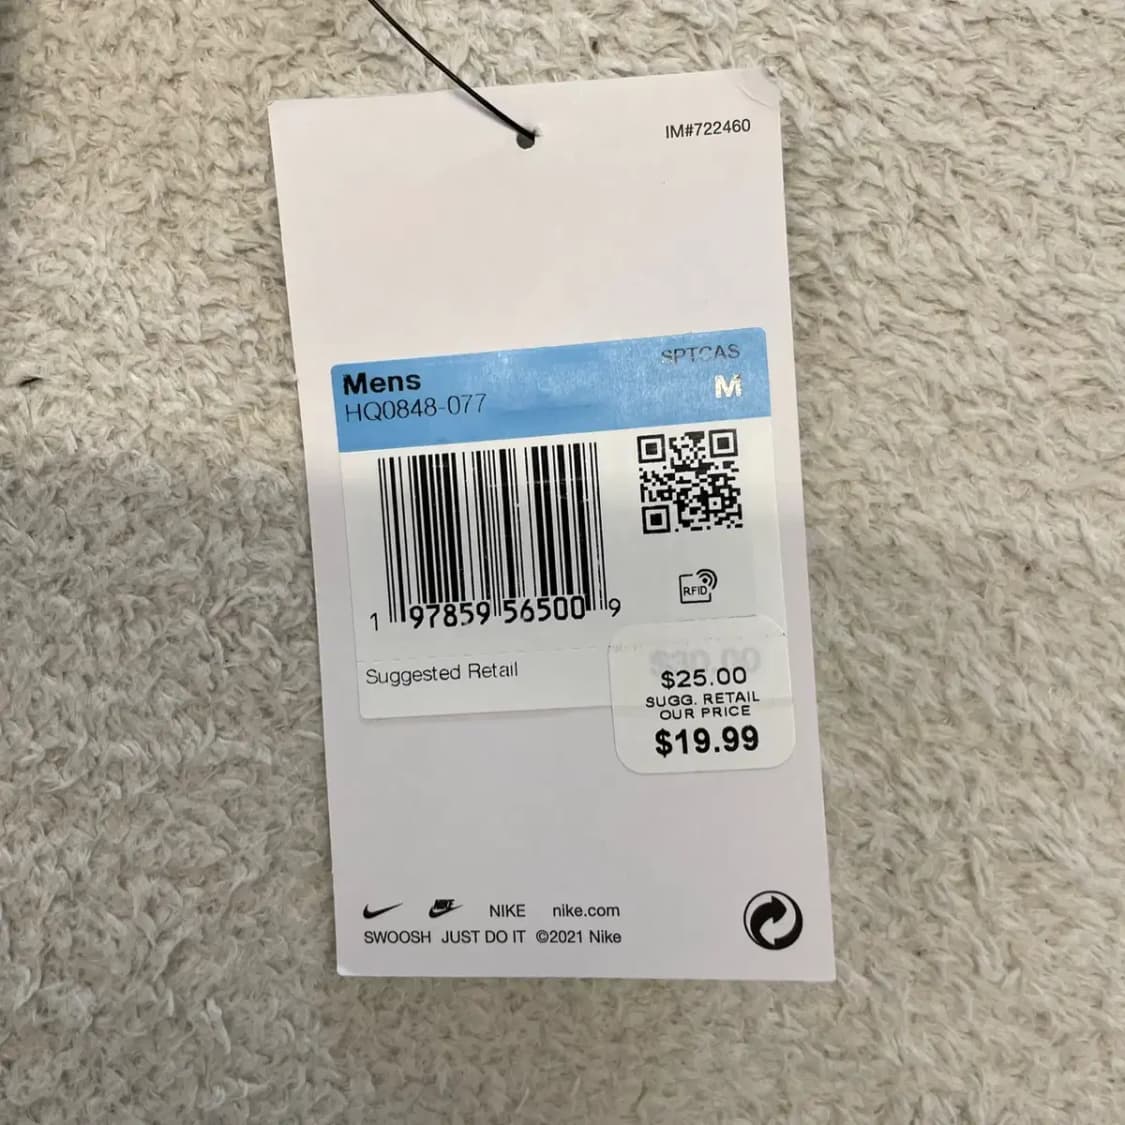 IM#722460
SPTCAS
Mens
M
HQ0848-077
RFID
1 97859 56500 9
Suggested Retail
$25.00
SUGG. RETAIL
OUR PRICE
$19.99
NIKE NIKE nike.com
SWOOSH JUST DO IT ©2021 Nike